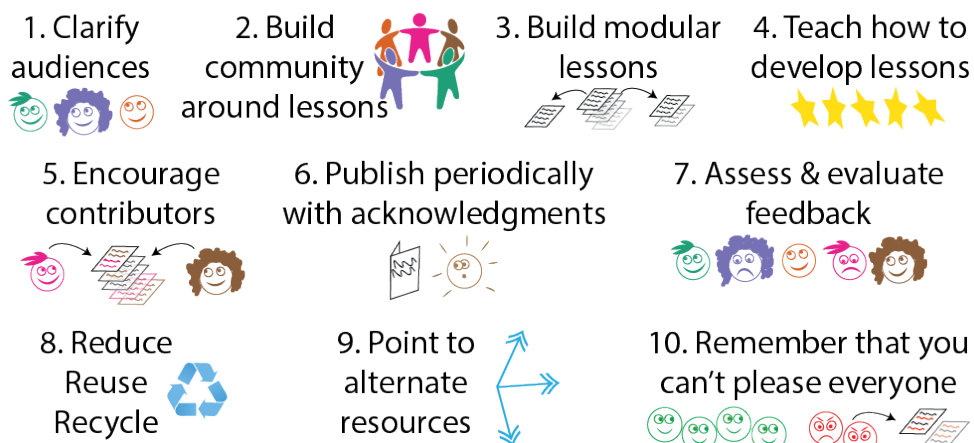 1. Clarify
audiences
2. Build
community
around lessons
3. Build modular
lessons
4. Teach how to
develop lessons
5. Encourage
contributors
6. Publish periodically
with acknowledgments
7. Assess & evaluate
feedback
8. Reduce
Reuse
Recycle
9. Point to
alternate
resources
10. Remember that you
can’t please everyone